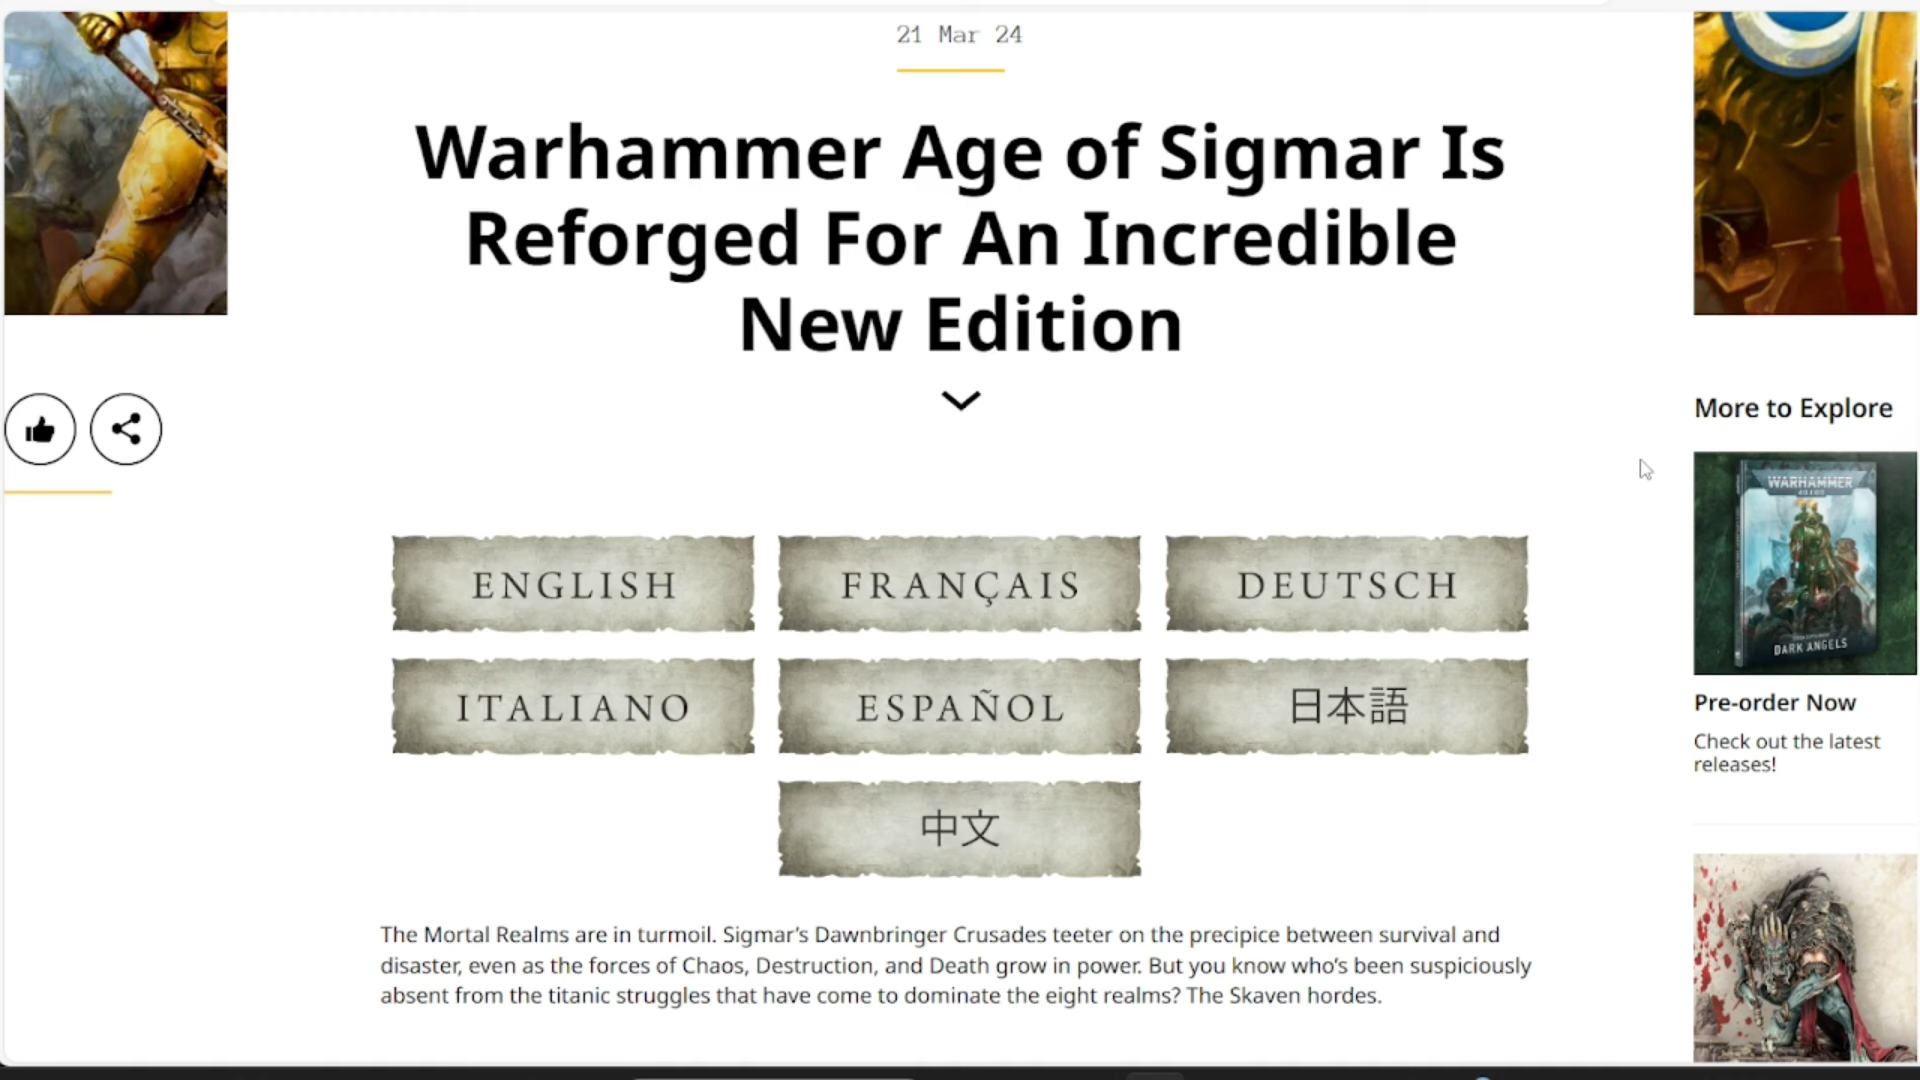 21 Mar 24
Warhammer Age of Sigmar Is
Reforged For An Incredible
New Edition
More to Explore
ENGLISH
FRANÇAIS
DEUTSCH
WARHAMMER
DARK ANGELS
ITALIANO
ESPAÑOL
日本語
Pre-order Now
Check out the latest
releases!
中文
The Mortal Realms are in turmoil. Sigmar's Dawnbringer Crusades teeter on the precipice between survival and
disaster, even as the forces of Chaos, Destruction, and Death grow in power. But you know who's been suspiciously
absent from the titanic struggles that have come to dominate the eight realms? The Skaven hordes.